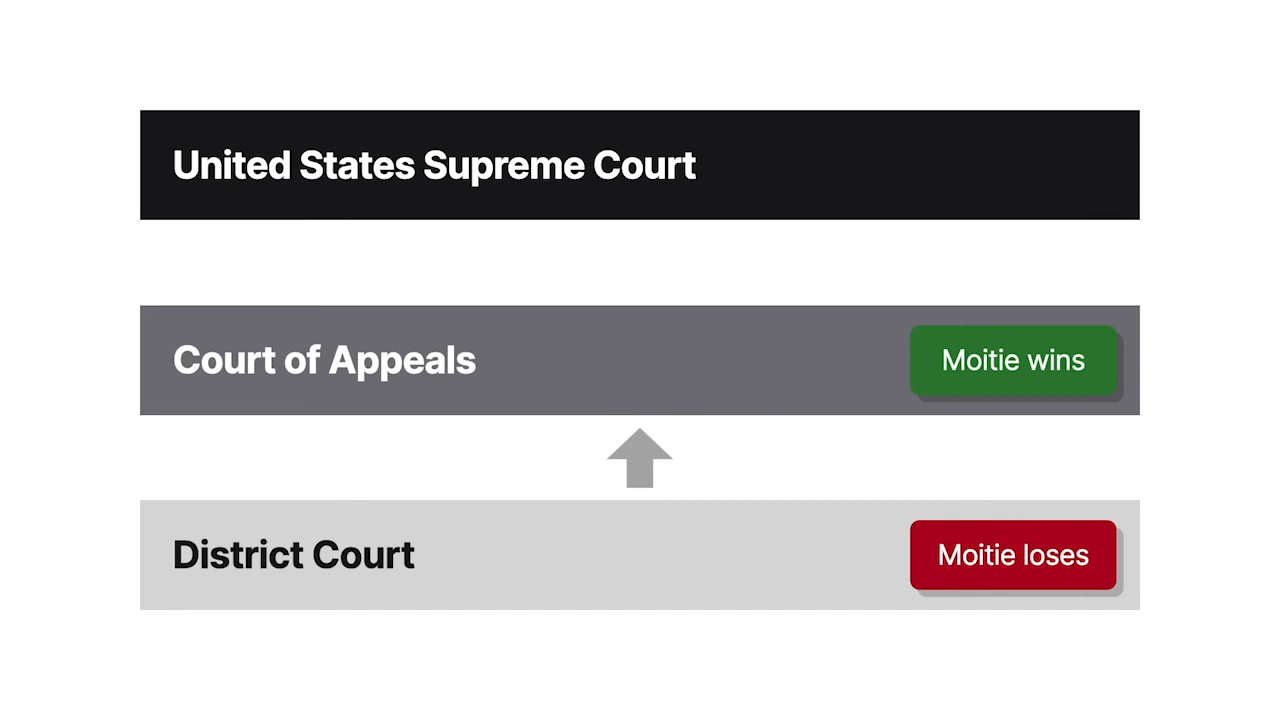 United States Supreme Court
Court of Appeals
Moitie wins
District Court
Moitie loses